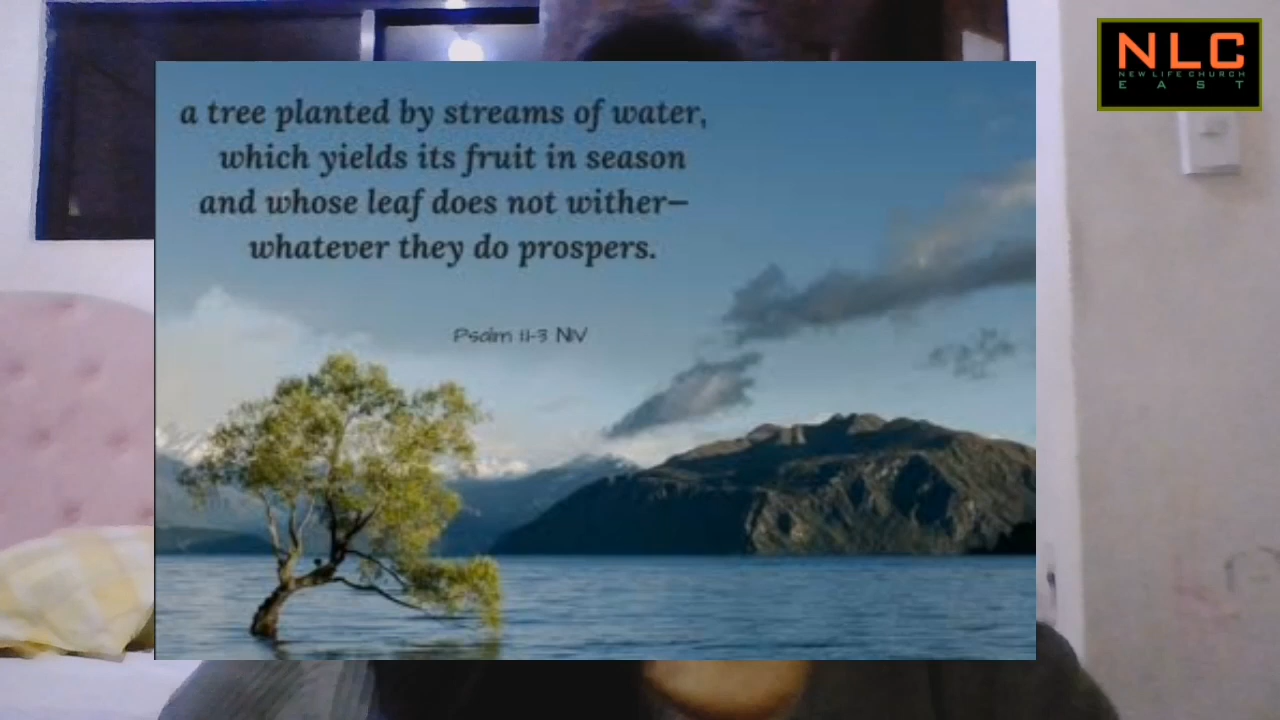 a tree planted by streams of water,
which yields its fruit in season
and whose leaf does not wither—
whatever they do prospers.
Psalm 1:1-3 NIV
NLC
NEW LIFE CHURCH
EAST